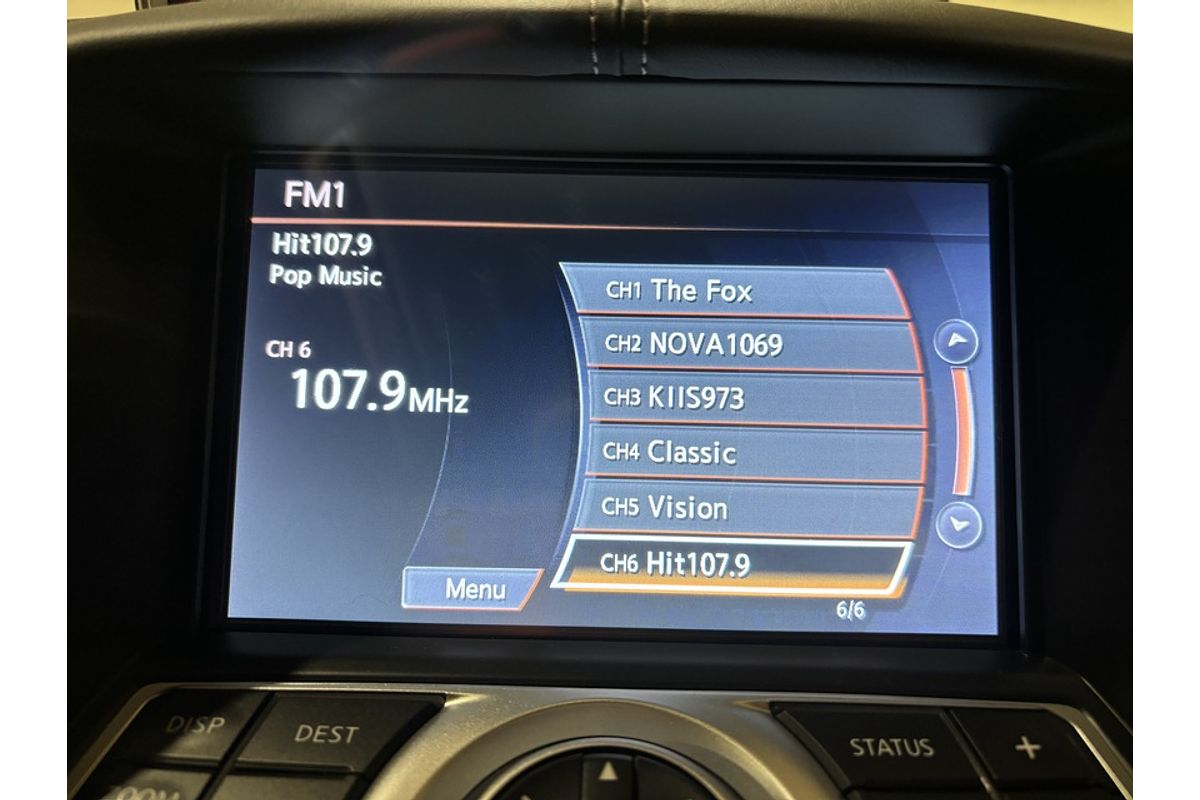 FM1
Hit107.9
Pop Music
CH 6
107.9MHz
CH1 The Fox
CH2 NOVA1069
CH3 KIIS973
CH4 Classic
CH5 Vision
CH6 Hit107.9
Menu
6/6
DISP
DEST
STATUS
+
ZOOM